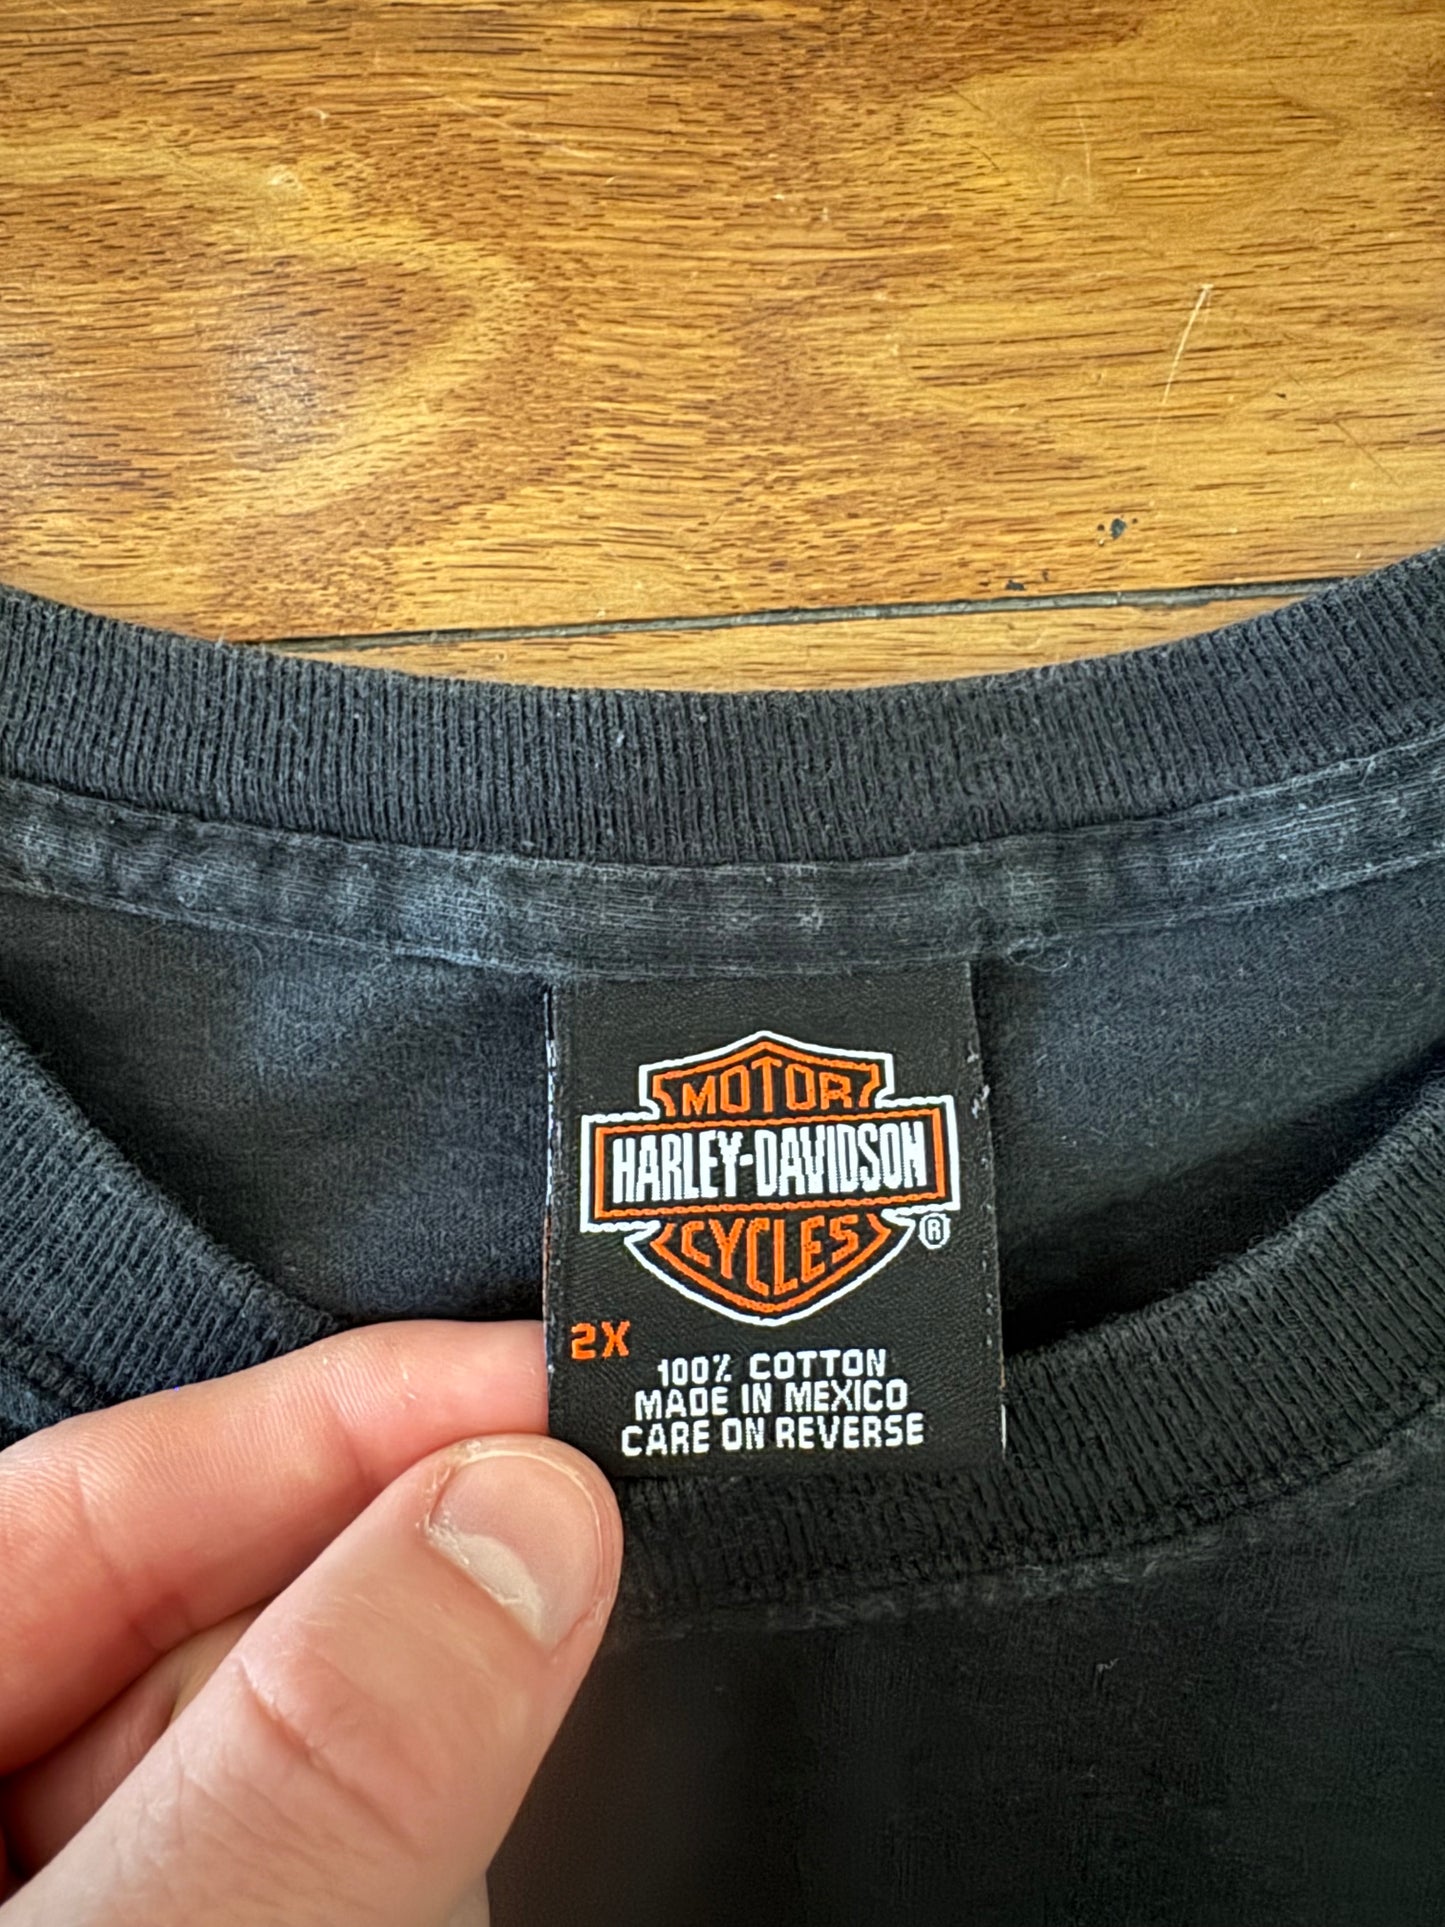 MOTOR
HARLEY-DAVIDSON
CYCLES
®
2X
100% COTTON
MADE IN MEXICO
CARE ON REVERSE